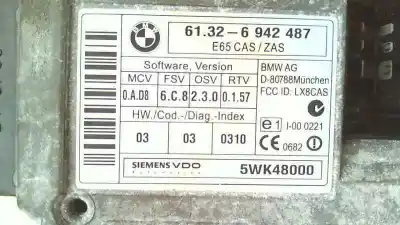 BMW
61.32-6 942 487
E65 CAS / ZAS
Software, Version
MCV FSV OSV RTV
0.A.D8 6.C.8 2.3.0 0.1.57
BMW AG
D-80788München
FCC ID: LX8CAS
HW./Cod.-/Diag.-Index
03 03 0310
e1 I-00 0221
CE 0682 !
SIEMENS VDO
AUTOMOTIVE
5WK48000